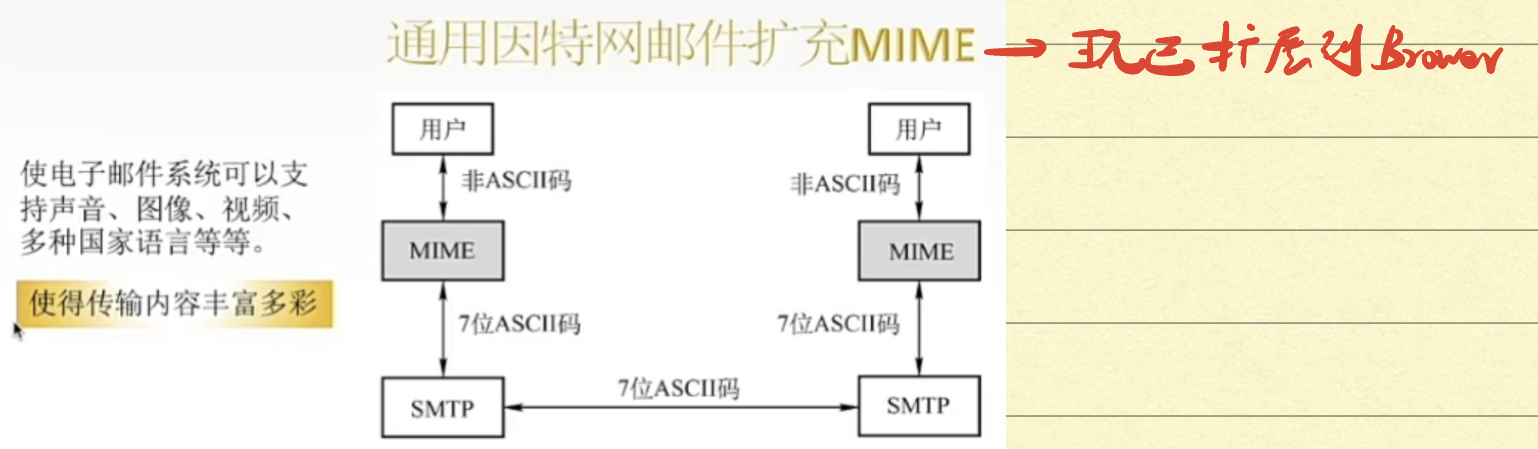 通用因特网邮件扩充MIME → 现已扩展到Brower
使电子邮件系统可以支
持声音、图像、视频、
多种国家语言等等。
使得传输内容丰富多彩
用户
用户
非ASCII码
非ASCII码
MIME
MIME
7位ASCII码
7位ASCII码
SMTP
7位ASCII码
SMTP